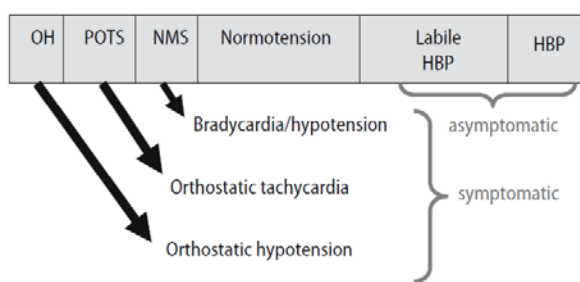 OH POTS NMS Normotension Labile HBP
HBP
Bradycardia/hypotension asymptomatic
Orthostatic tachycardia symptomatic
Orthostatic hypotension